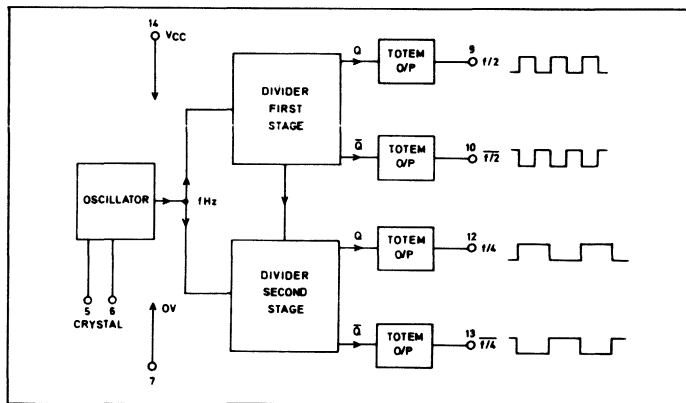 14
VCC
OSCILLATOR
5
6
CRYSTAL
0V
7
f Hz
DIVIDER
FIRST
STAGE
DIVIDER
SECOND
STAGE
Q
TOTEM
O/P
9
f/2
Q̅
TOTEM
O/P
10
f/2
Q
TOTEM
O/P
12
f/4
Q̅
TOTEM
O/P
13
f/4